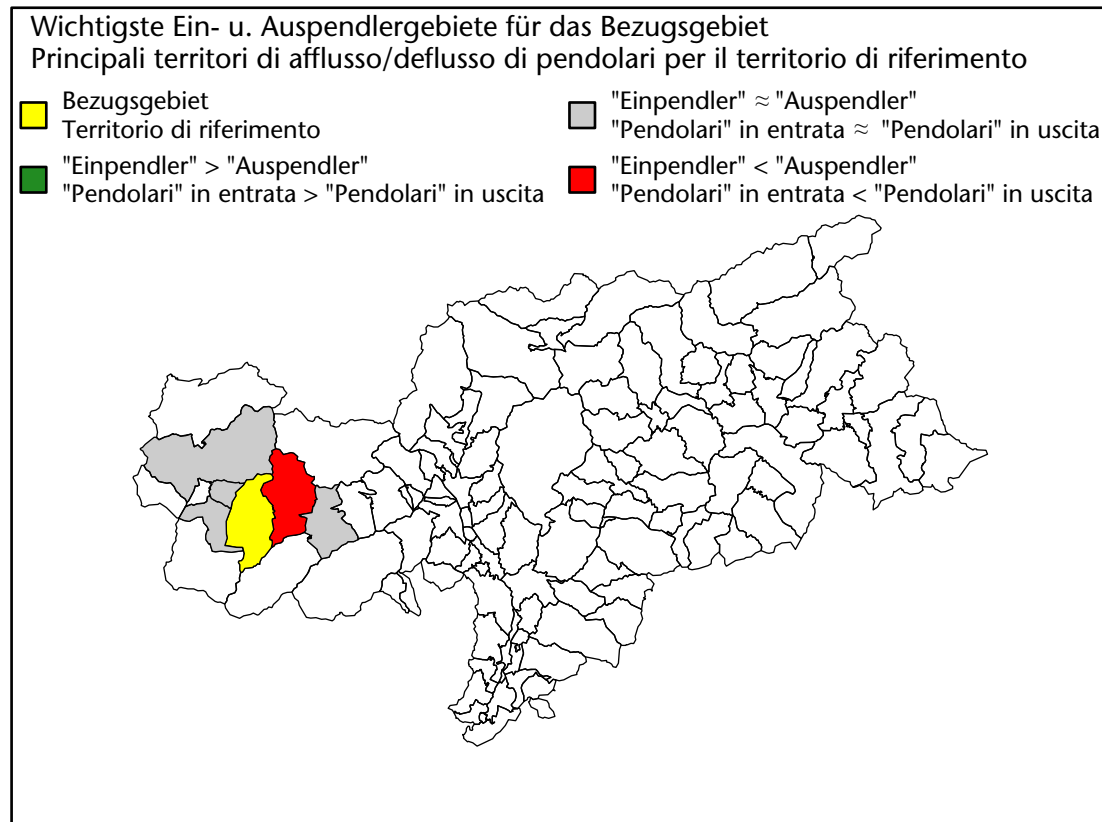 Wichtigste Ein- u. Auspendlergebiete für das Bezugsgebiet
Principali territori di afflusso/deflusso di pendolari per il territorio di riferimento
Bezugsgebiet
Territorio di riferimento
"Einpendler" > "Auspendler"
"Pendolari" in entrata > "Pendolari" in uscita
"Einpendler" ≈ "Auspendler"
"Pendolari" in entrata ≈ "Pendolari" in uscita
"Einpendler" < "Auspendler"
"Pendolari" in entrata < "Pendolari" in uscita